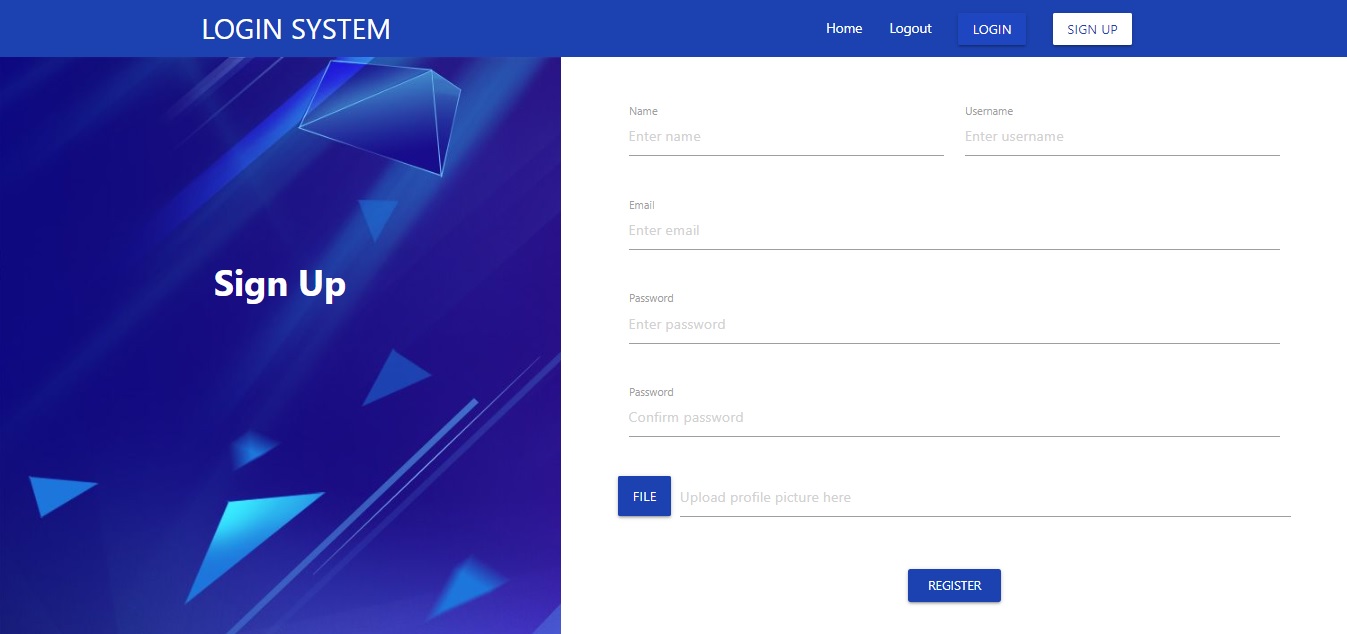 LOGIN SYSTEM
Home
Logout
LOGIN
SIGN UP
Sign Up
Name
Username
Enter name
Enter username
Email
Enter email
Password
Enter password
Password
Confirm password
FILE
Upload profile picture here
REGISTER